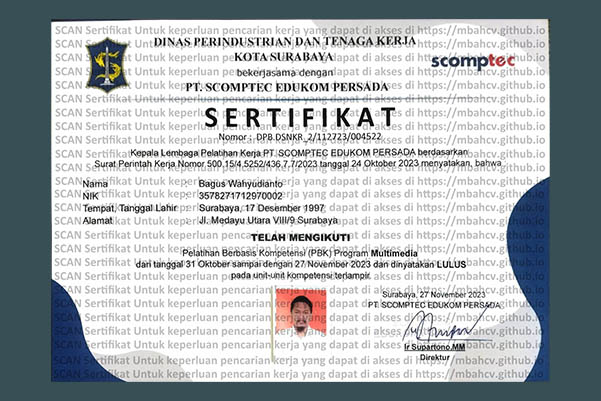 DINAS PERINDUSTRIAN DAN TENAGA KERJA
KOTA SURABAYA
bekerjasama dengan
PT. SCOMPTEC EDUKOM PERSADA
scomptec
SERTIFIKAT
Nomor : DPB.DSNKR_2/112723/004522
Kepala Lembaga Pelatihan Kerja PT. SCOMPTEC EDUKOM PERSADA berdasarkan
Surat Perintah Kerja Nomor 500.15/4.5252/436.7.7/2023 tanggal 24 Oktober 2023 menyatakan, bahwa
Nama : Bagus Wahyudianto
NIK : 3578271712970002
Tempat, Tanggal Lahir : Surabaya, 17 Desember 1997
Alamat : Jl. Medayu Utara VIII/9 Surabaya
TELAH MENGIKUTI
Pelatihan Berbasis Kompetensi (PBK) Program Multimedia
dari tanggal 31 Oktober sampai dengan 27 November 2023 dan dinyatakan LULUS
pada unit-unit kompetensi terlampir.
Surabaya, 27 November 2023
PT. SCOMPTEC EDUKOM PERSADA
Ir Supartono,MM
Direktur
SCAN Sertifikat Untuk keperluan pencarian kerja yang dapat di akses di https://mbahcv.github.io